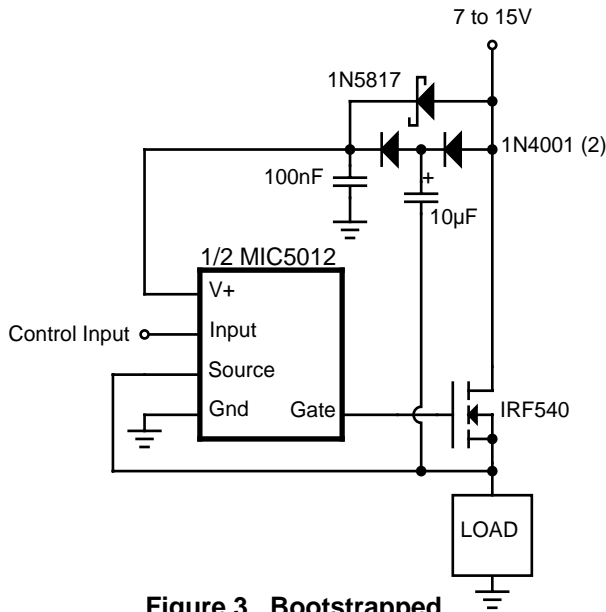 7 to 15V
1N5817
1N4001 (2)
100nF
+
10µF
1/2 MIC5012
V+
Control Input
Input
Source
Gnd
Gate
IRF540
LOAD
Figure 3. Bootstrapped